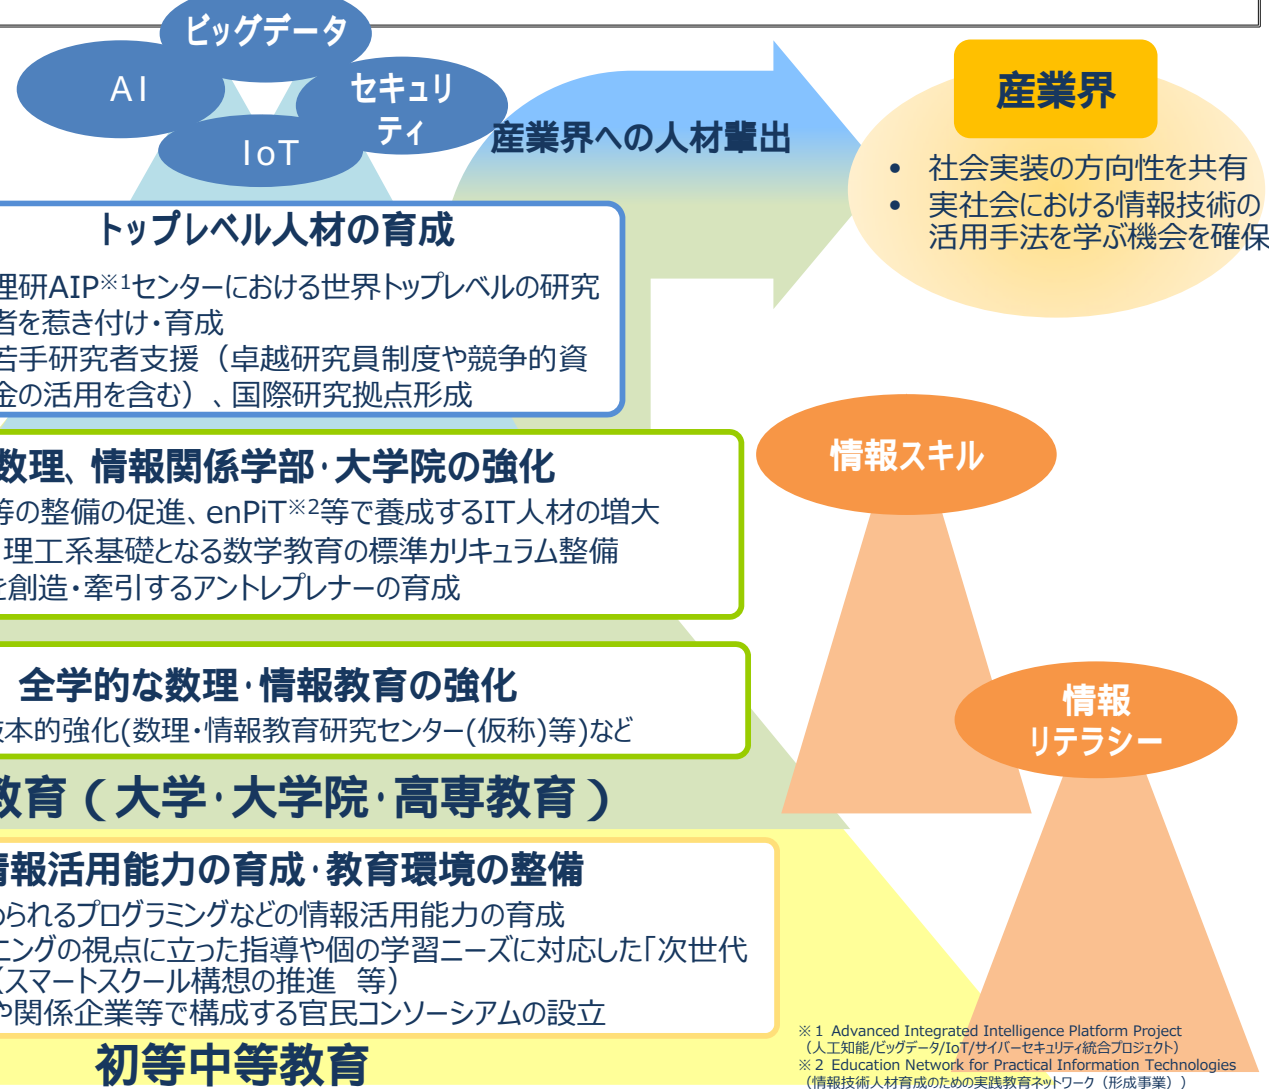 ビッグデータ
AI
セキュリ
ティ
IoT
産業界への人材輩出
産業界
• 社会実装の方向性を共有
• 実社会における情報技術の
活用手法を学ぶ機会を確保
トップレベル人材の育成
理研AIP※1センターにおける世界トップレベルの研究
者を惹き付け・育成
若手研究者支援（卓越研究員制度や競争的資
金の活用を含む）、国際研究拠点形成
情報スキル
数理、情報関係学部・大学院の強化
等の整備の促進、enPiT※2等で養成するIT人材の増大
理工系基礎となる数学教育の標準カリキュラム整備
を創造・牽引するアントレプレナーの育成
全学的な数理・情報教育の強化
抜本的強化(数理・情報教育研究センター(仮称)等)など
情報
リテラシー
教育（大学・大学院・高専教育）
情報活用能力の育成・教育環境の整備
められるプログラミングなどの情報活用能力の育成
ニングの視点に立った指導や個の学習ニーズに対応した「次世代
（スマートスクール構想の推進 等）
や関係企業等で構成する官民コンソーシアムの設立
初等中等教育
※１ Advanced Integrated Intelligence Platform Project
（人工知能/ビッグデータ/IoT/サイバーセキュリティ統合プロジェクト）
※２ Education Network for Practical Information Technologies
（情報技術人材育成のための実践教育ネットワーク（形成事業））